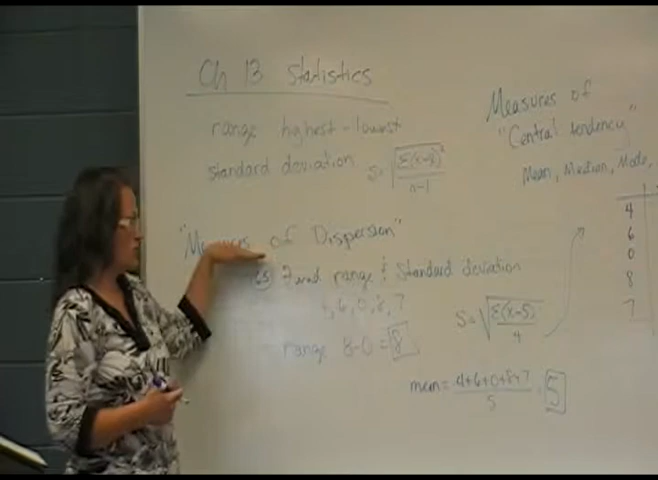 Ch 13 Statistics
range highest - lowest
standard deviation S = √Σ(x-x̄)² / n-1
"Measures of Dispersion"
find range & Standard deviation
6, 0, 8, 7
range 8-0 = 8
S = √Σ(x-5)² / 4
mean = 4+6+0+8+7 / 5 = 5
Measures of
"Central tendency"
Mean, Median, Mode,
4
6
0
8
7